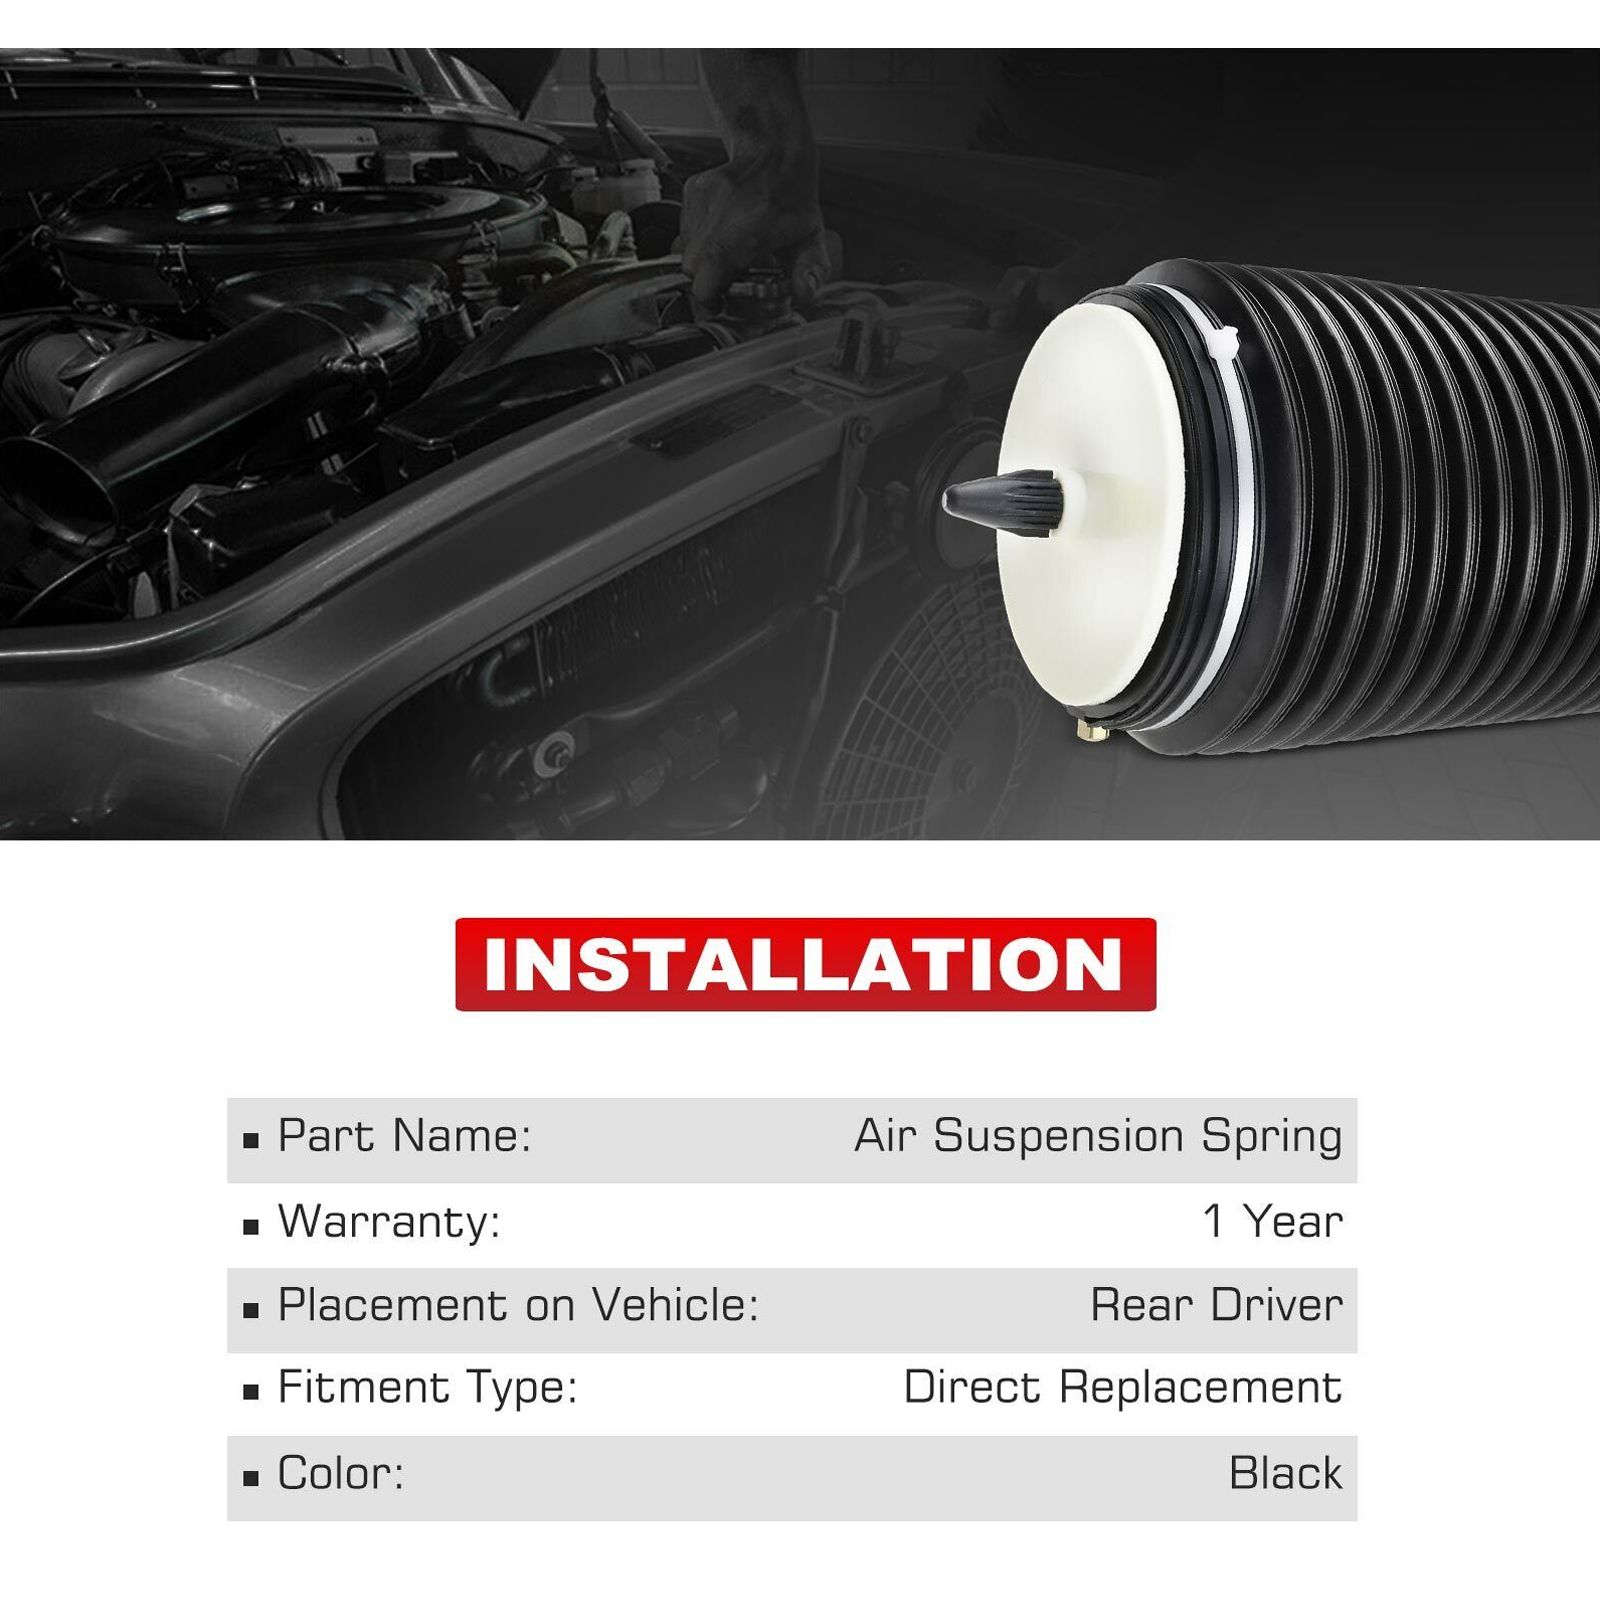 INSTALLATION
▪ Part Name: Air Suspension Spring
▪ Warranty: 1 Year
▪ Placement on Vehicle: Rear Driver
▪ Fitment Type: Direct Replacement
▪ Color: Black